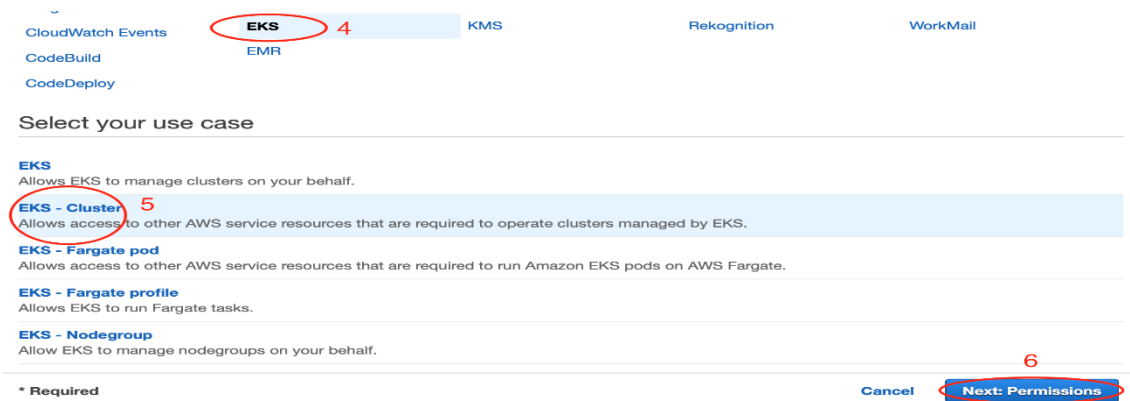 CloudWatch Events
EKS
4
KMS
Rekognition
WorkMail
CodeBuild
EMR
CodeDeploy
Select your use case
EKS
Allows EKS to manage clusters on your behalf.
EKS - Cluster 5
Allows access to other AWS service resources that are required to operate clusters managed by EKS.
EKS - Fargate pod
Allows access to other AWS service resources that are required to run Amazon EKS pods on AWS Fargate.
EKS - Fargate profile
Allows EKS to run Fargate tasks.
EKS - Nodegroup
Allow EKS to manage nodegroups on your behalf.
6
* Required
Cancel
Next: Permissions